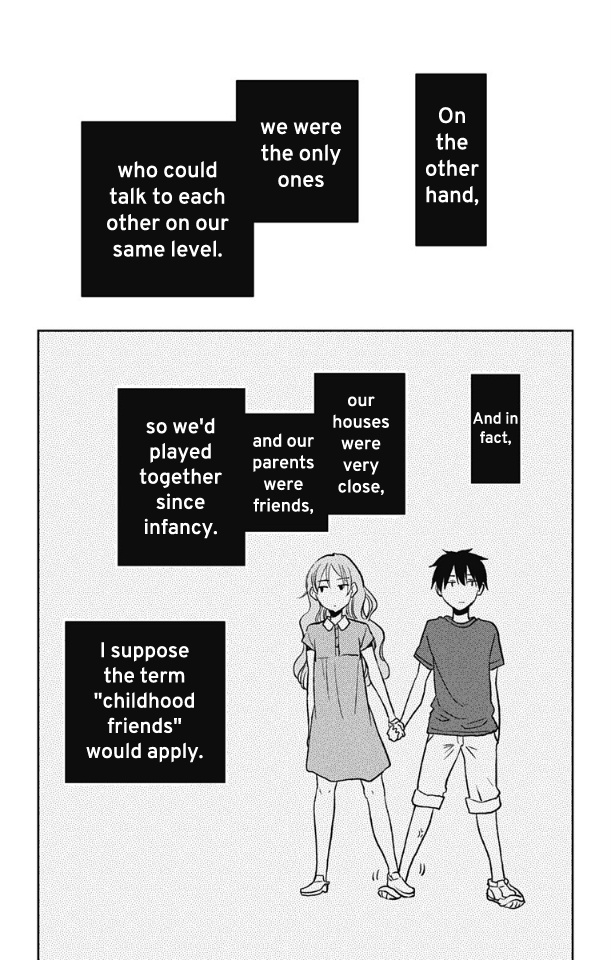 On
the
other
hand,
we were
the only
ones
who could
talk to each
other on our
same level.
And in
fact,
our
houses
were
very
close,
and our
parents
were
friends,
so we'd
played
together
since
infancy.
I suppose
the term
"childhood
friends"
would apply.